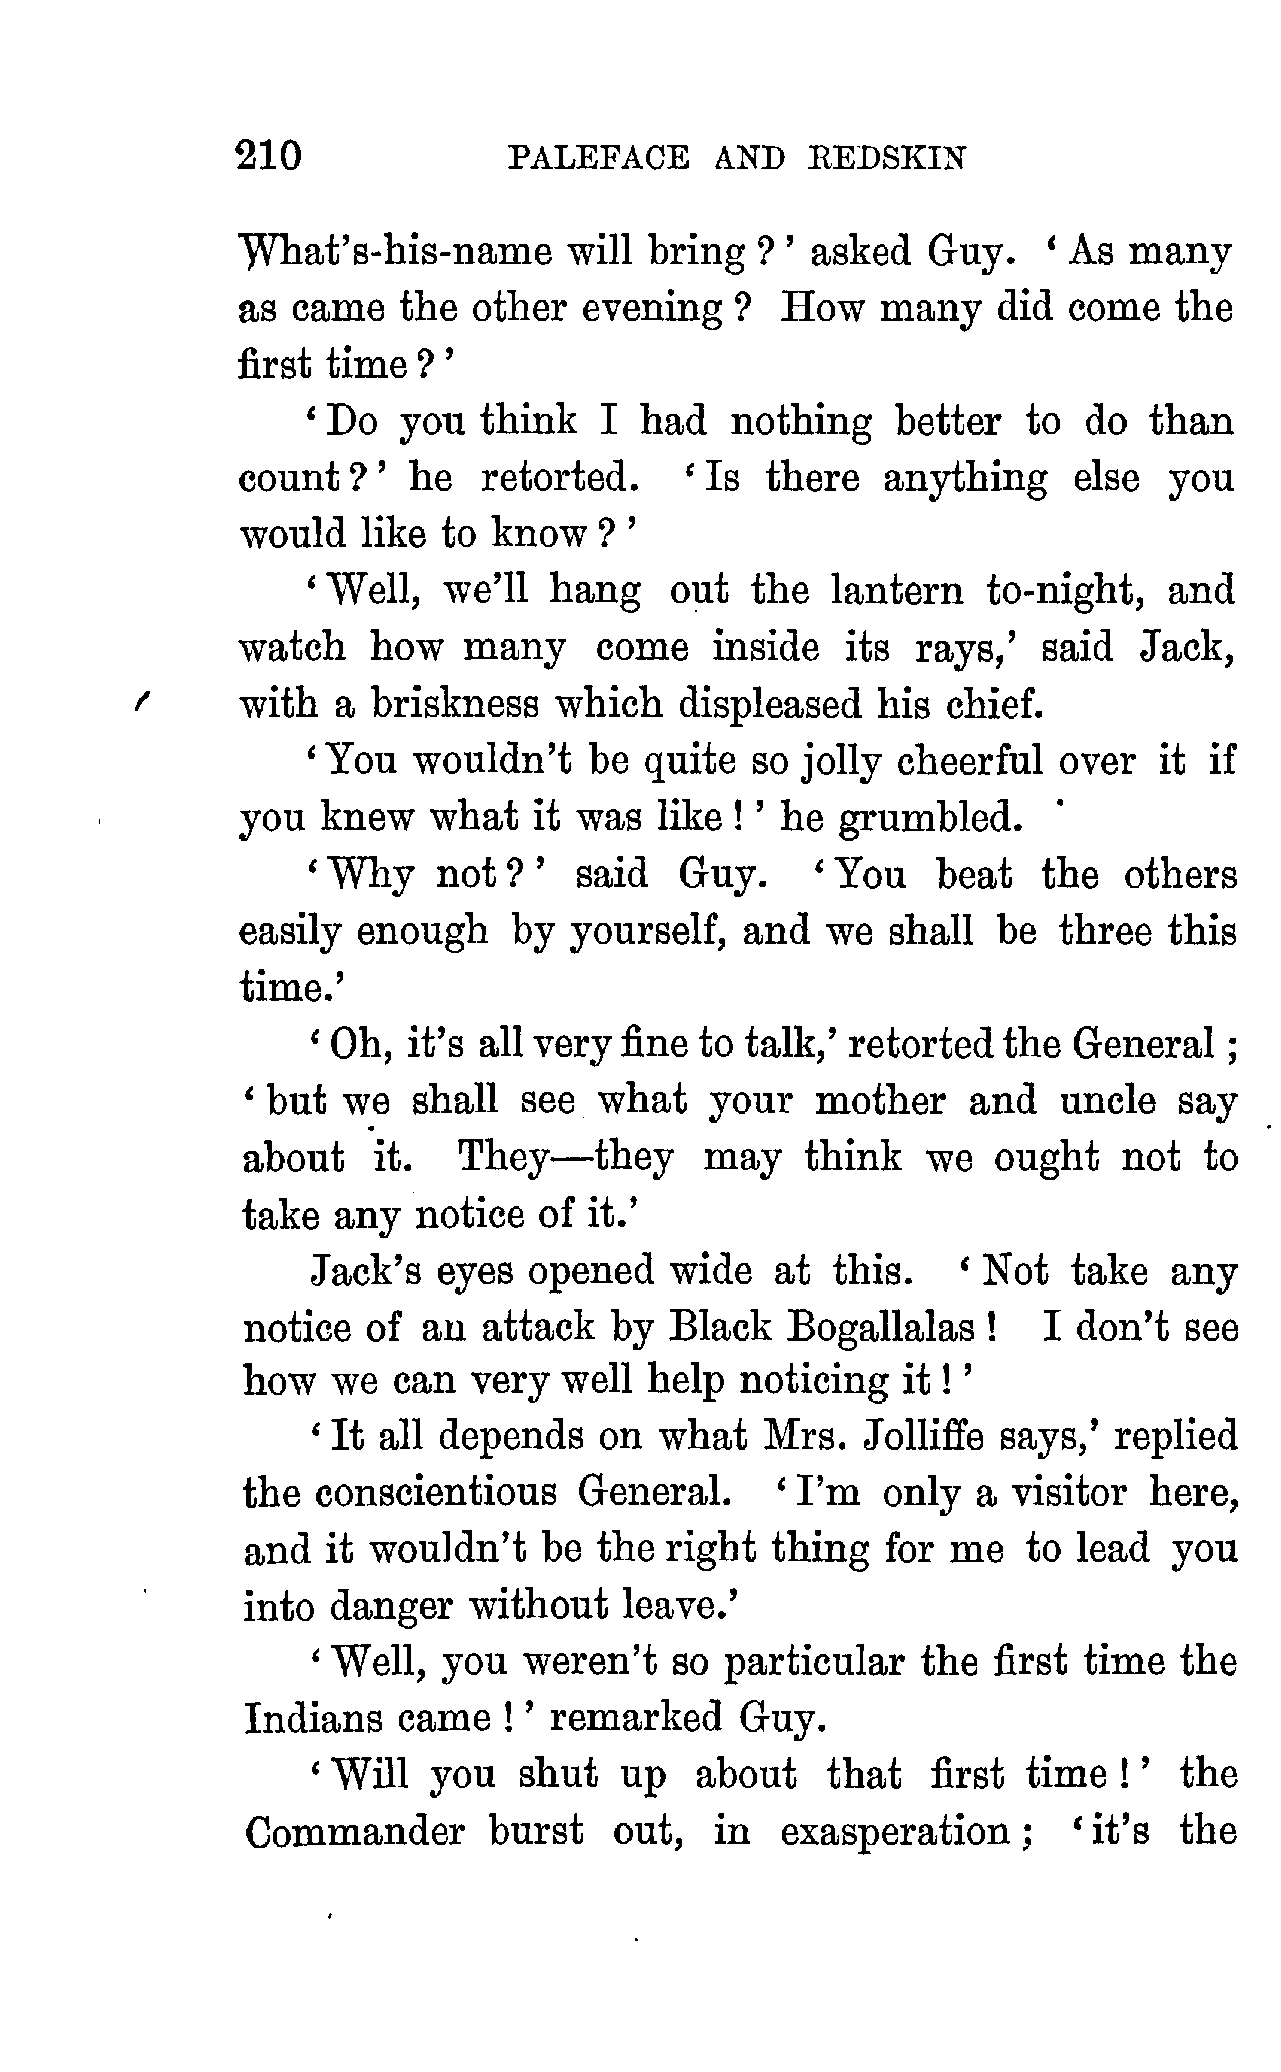 210 PALEFACE AND REDSKIN
What's-his-name will bring?' asked Guy. 'As many
as came the other evening? How many did come the
first time?'
'Do you think I had nothing better to do than
count?' he retorted. 'Is there anything else you
would like to know?'
'Well, we'll hang out the lantern to-night, and
watch how many come inside its rays,' said Jack,
with a briskness which displeased his chief.
'You wouldn't be quite so jolly cheerful over it if
you knew what it was like!' he grumbled.
'Why not?' said Guy. 'You beat the others
easily enough by yourself, and we shall be three this
time.'
'Oh, it's all very fine to talk,' retorted the General;
'but we shall see what your mother and uncle say
about it. They—they may think we ought not to
take any notice of it.'
Jack's eyes opened wide at this. 'Not take any
notice of an attack by Black Bogallalas! I don't see
how we can very well help noticing it!'
'It all depends on what Mrs. Jolliffe says,' replied
the conscientious General. 'I'm only a visitor here,
and it wouldn't be the right thing for me to lead you
into danger without leave.'
'Well, you weren't so particular the first time the
Indians came!' remarked Guy.
'Will you shut up about that first time!' the
Commander burst out, in exasperation; 'it's the